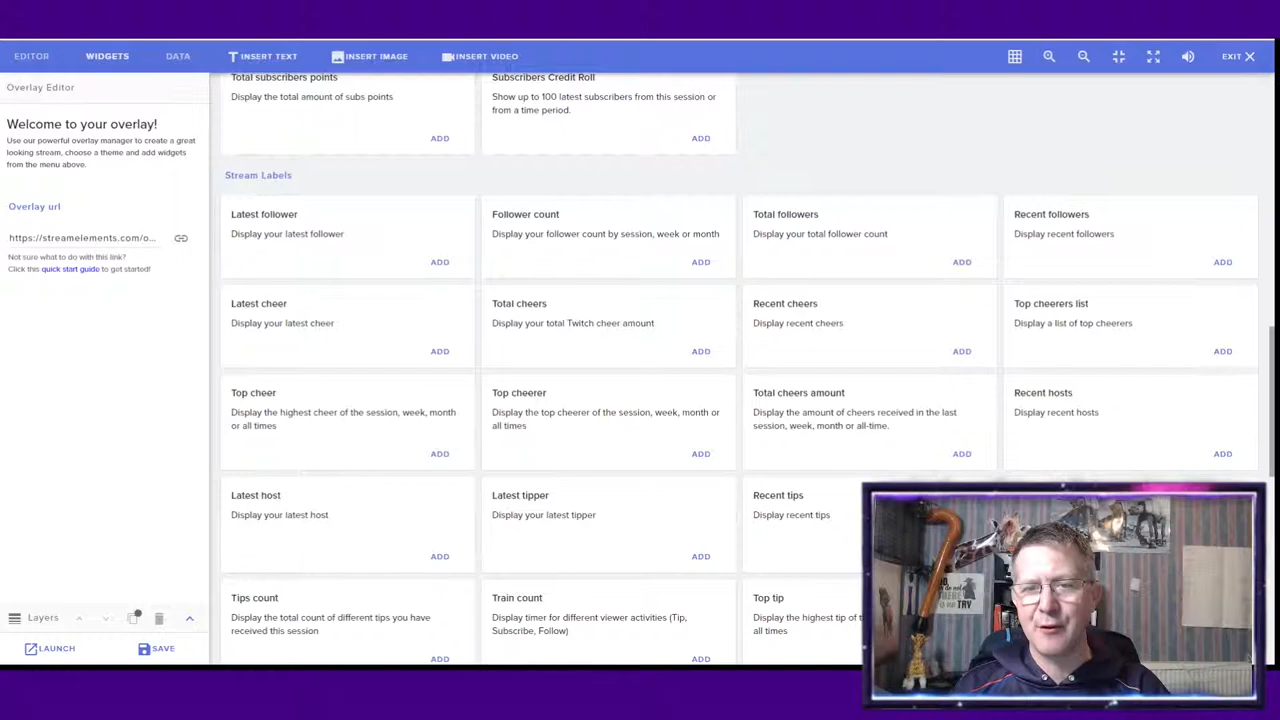 EDITOR WIDGETS DATA INSERT TEXT INSERT IMAGE INSERT VIDEO EXIT
Overlay Editor
Welcome to your overlay!
Use our powerful overlay manager to create a great
looking stream, choose a theme and add widgets
from the menu above.
Overlay url
https://streamelements.com/o...
Not sure what to do with this link?
Click this quick start guide to get started!
Layers
LAUNCH SAVE
Total subscribers points
Display the total amount of subs points
ADD
Subscribers Credit Roll
Show up to 100 latest subscribers from this session or
from a time period.
ADD
Stream Labels
Latest follower
Display your latest follower
ADD
Follower count
Display your follower count by session, week or month
ADD
Total followers
Display your total follower count
ADD
Recent followers
Display recent followers
ADD
Latest cheer
Display your latest cheer
ADD
Total cheers
Display your total Twitch cheer amount
ADD
Recent cheers
Display recent cheers
ADD
Top cheerers list
Display a list of top cheerers
ADD
Top cheer
Display the highest cheer of the session, week, month
or all times
ADD
Top cheerer
Display the top cheerer of the session, week, month or
all times
ADD
Total cheers amount
Display the amount of cheers received in the last
session, week, month or all-time.
ADD
Recent hosts
Display recent hosts
ADD
Latest host
Display your latest host
ADD
Latest tipper
Display your latest tipper
ADD
Recent tips
Display recent tips
Tips count
Display the total count of different tips you have
received this session
ADD
Train count
Display timer for different viewer activities (Tip,
Subscribe, Follow)
ADD
Top tip
Display the highest tip of
all times
TRY